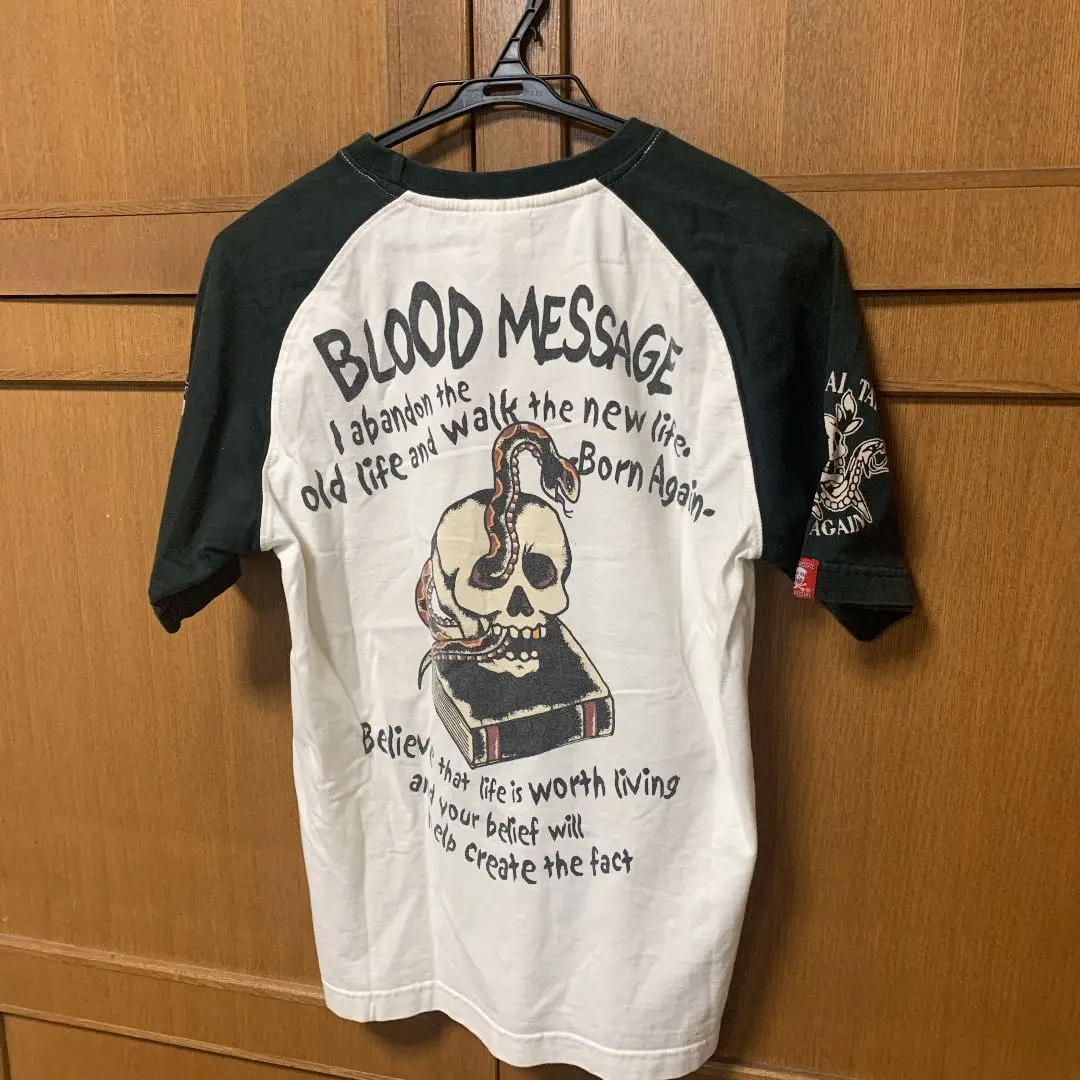 BLOOD MESSAGE
I abandon the
old life and walk the new life.
-Born Again-
Believe that life is worth living
and your belief will
help create the fact
AGAIN